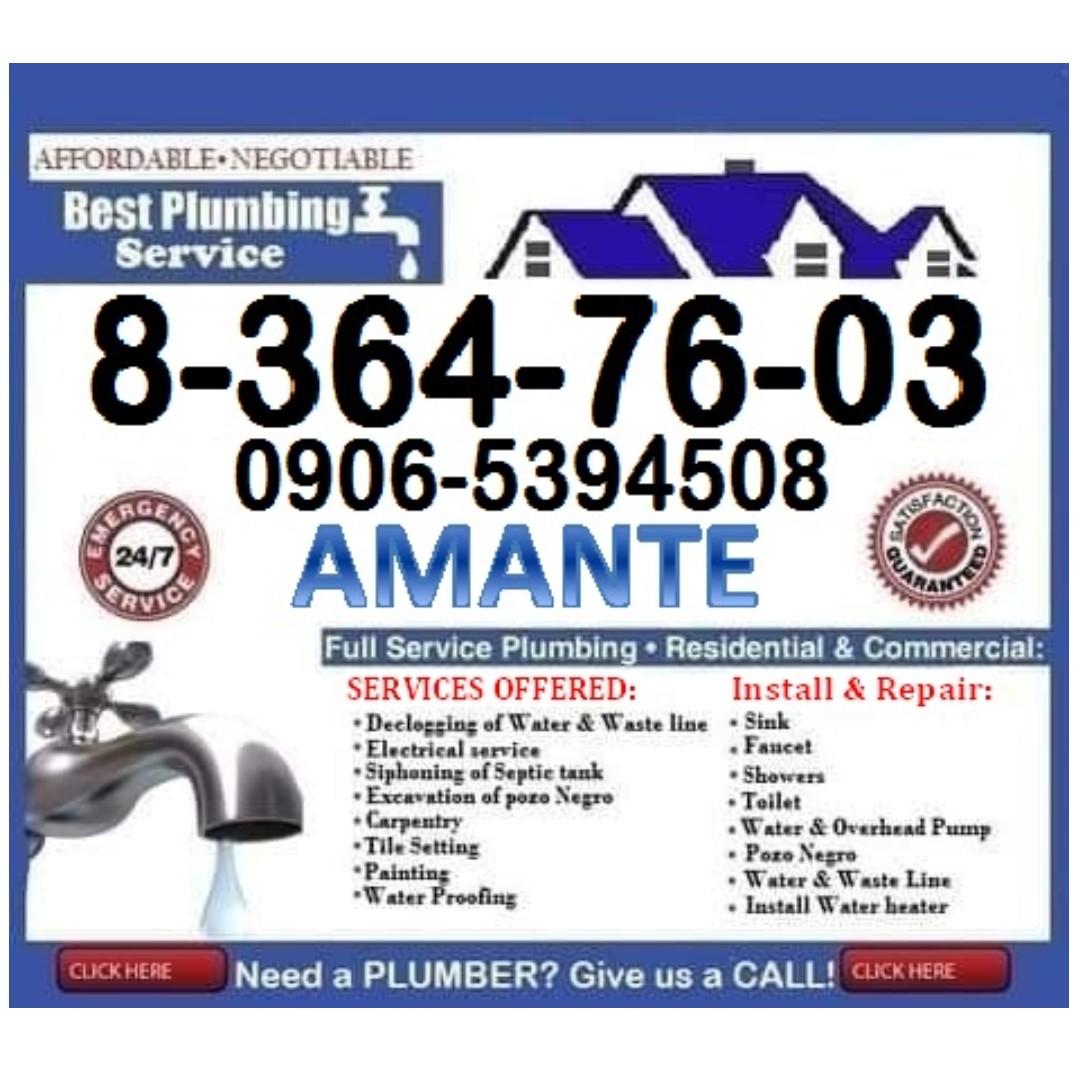 AFFORDABLE•NEGOTIABLE
Best Plumbing
Service
8-364-76-03
0906-5394508
AMANTE
EMERGENCY
24/7
SERVICE
SATISFACTION
GUARANTEED
Full Service Plumbing • Residential & Commercial:
SERVICES OFFERED:
• Declogging of Water & Waste line
• Electrical service
• Siphoning of Septic tank
• Excavation of pozo Negro
• Carpentry
• Tile Setting
• Painting
• Water Proofing
Install & Repair:
• Sink
• Faucet
• Showers
• Toilet
• Water & Overhead Pump
• Pozo Negro
• Water & Waste Line
• Install Water heater
CLICK HERE
Need a PLUMBER? Give us a CALL!
CLICK HERE